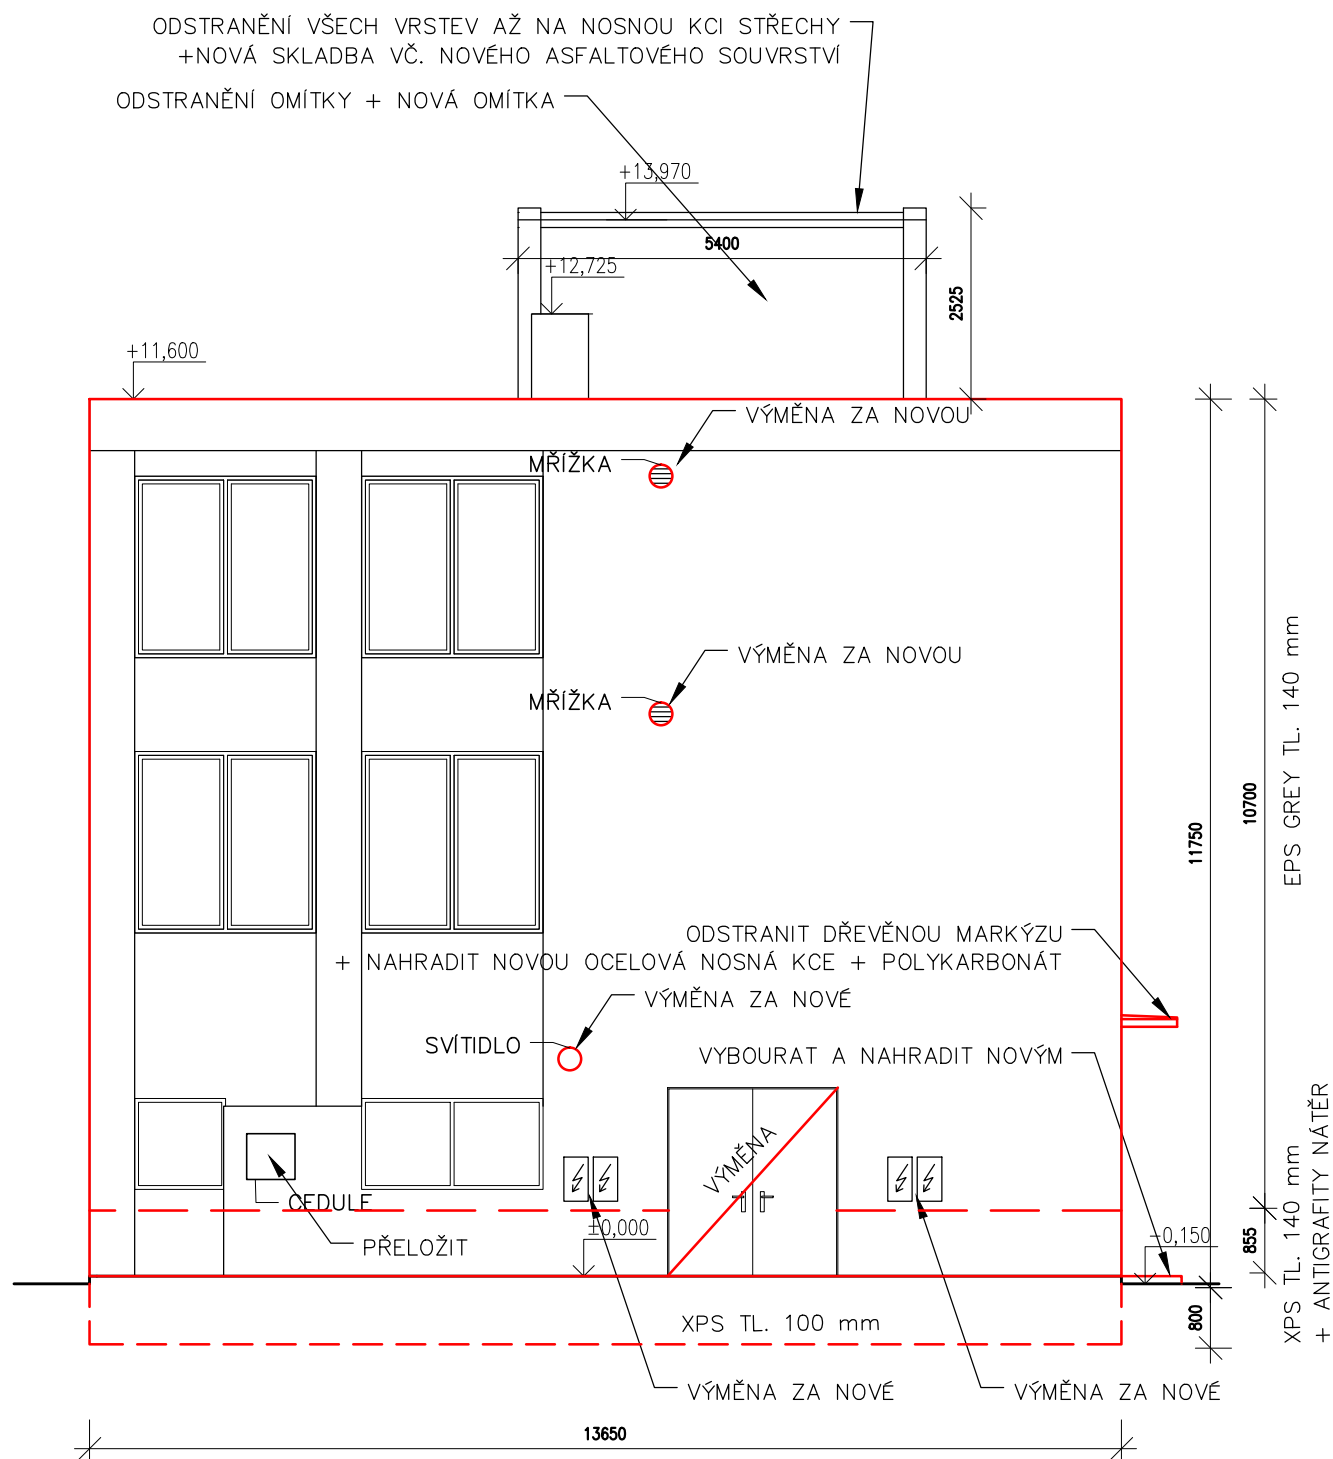 ODSTRANĚNÍ VŠECH VRSTEV AŽ NA NOSNOU KCI STŘECHY
+NOVÁ SKLADBA VČ. NOVÉHO ASFALTOVÉHO SOUVRSTVÍ
ODSTRANĚNÍ OMÍTKY + NOVÁ OMÍTKA
+13,970
5400
+12,725
2525
+11,600
VÝMĚNA ZA NOVOU
MŘÍŽKA
VÝMĚNA ZA NOVOU
MŘÍŽKA
EPS GREY TL. 140 mm
10700
11750
ODSTRANIT DŘEVĚNOU MARKÝZU
+ NAHRADIT NOVOU OCELOVÁ NOSNÁ KCE + POLYKARBONÁT
VÝMĚNA ZA NOVÉ
SVÍTIDLO
VYBOURAT A NAHRADIT NOVÝM
VÝMĚNA
CEDULE
PŘELOŽIT
±0,000
-0,150
855
XPS TL. 140 mm
+ ANTIGRAFITY NÁTĚR
800
XPS TL. 100 mm
VÝMĚNA ZA NOVÉ
VÝMĚNA ZA NOVÉ
13650